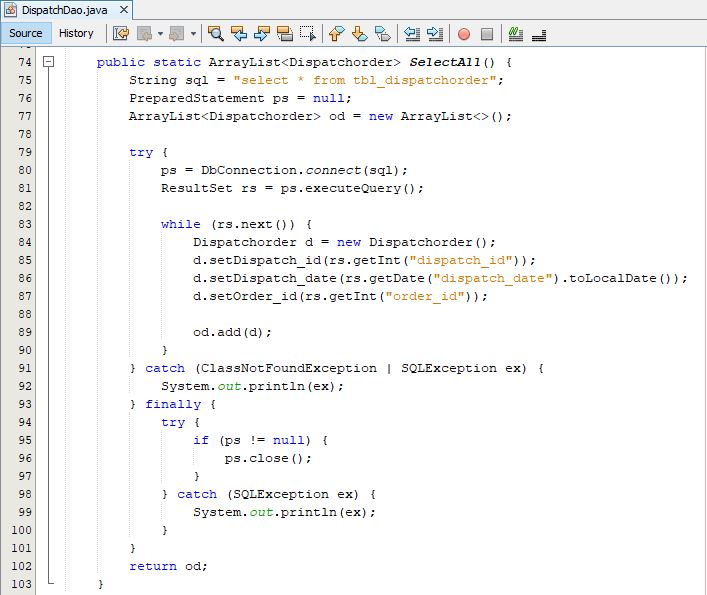 DispatchDao.java
Source History
74 public static ArrayList<Dispatchorder> SelectAll() {
75 String sql = "select * from tbl_dispatchorder";
76 PreparedStatement ps = null;
77 ArrayList<Dispatchorder> od = new ArrayList<>();
78
79 try {
80 ps = DbConnection.connect(sql);
81 ResultSet rs = ps.executeQuery();
82
83 while (rs.next()) {
84 Dispatchorder d = new Dispatchorder();
85 d.setDispatch_id(rs.getInt("dispatch_id"));
86 d.setDispatch_date(rs.getDate("dispatch_date").toLocalDate());
87 d.setOrder_id(rs.getInt("order_id"));
88
89 od.add(d);
90 }
91 } catch (ClassNotFoundException | SQLException ex) {
92 System.out.println(ex);
93 } finally {
94 try {
95 if (ps != null) {
96 ps.close();
97 }
98 } catch (SQLException ex) {
99 System.out.println(ex);
100 }
101 }
102 return od;
103 }